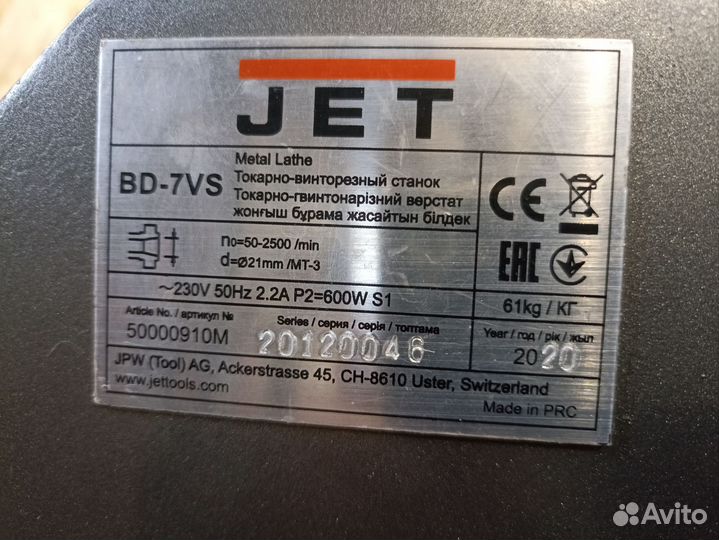 JET
BD-7VS
Metal Lathe
Токарно-винторезный станок
Токарно-гвинтонарізний верстат
жонғыш бұрама жасайтын білдек
CE
no=50-2500 /min
d=ø21mm /MT-3
EAC
~230V 50Hz 2.2A P2=600W S1
61kg / КГ
Article No. / артикул №
50000910M
Series / серия / серія / топтама
20120046
Year / год / рік / жыл
2020
JPW (Tool) AG, Ackerstrasse 45, CH-8610 Uster, Switzerland
www.jettools.com
Made in PRC
Avito